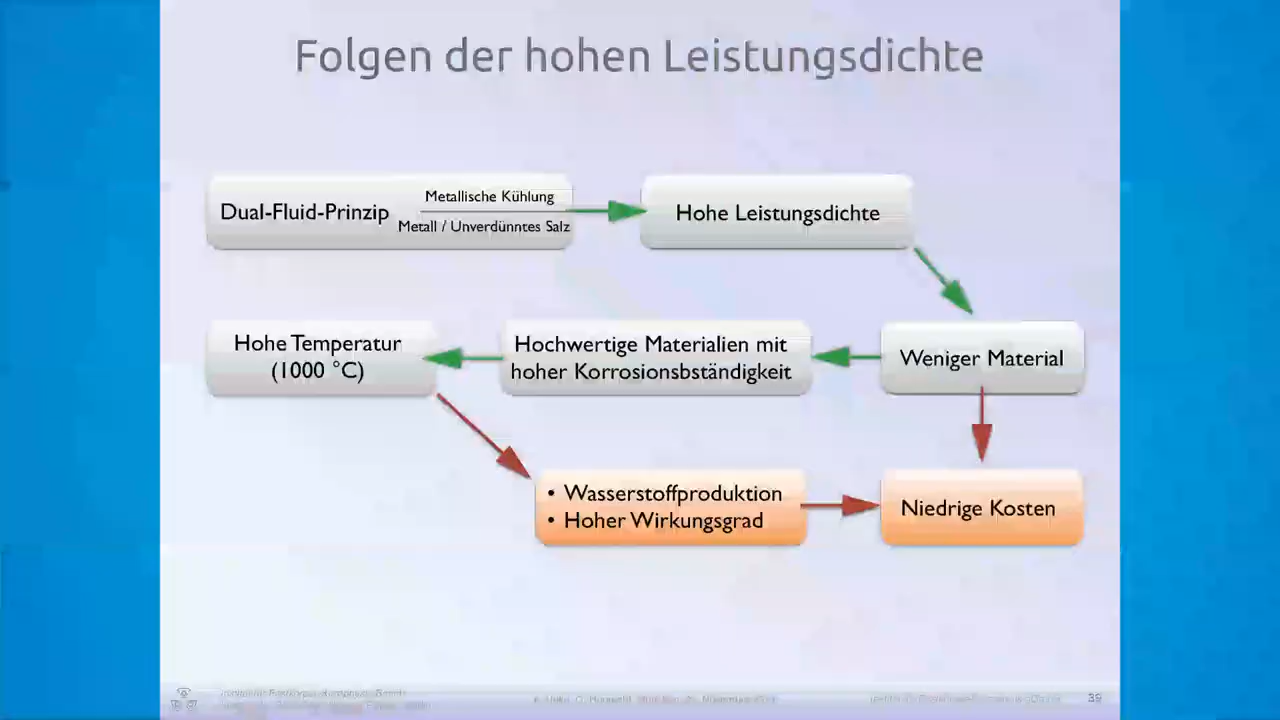 Folgen der hohen Leistungsdichte
Dual-Fluid-Prinzip
Metallische Kühlung
Metall / Unverdünntes Salz
Hohe Leistungsdichte
Hohe Temperatur
(1000 °C)
Hochwertige Materialien mit
hoher Korrosionsbständigkeit
Weniger Material
• Wasserstoffproduktion
• Hoher Wirkungsgrad
Niedrige Kosten
39